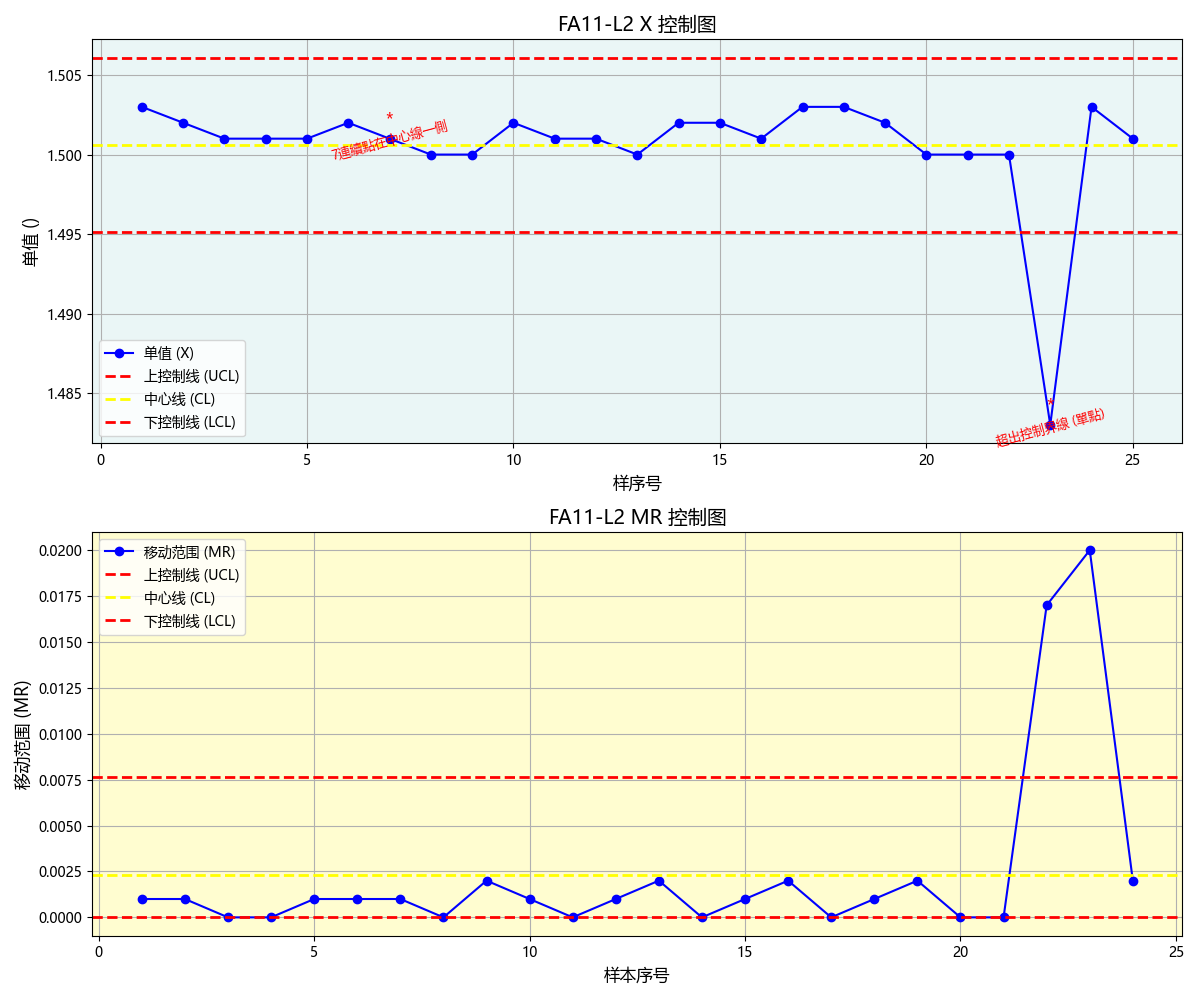 FA11-L2 X 控制图
1.505
1.500
1.495
1.490
1.485
单值 ()
*
7連續點在中心線一側
*
超出控制界線 (單點)
单值 (X)
上控制线 (UCL)
中心线 (CL)
下控制线 (LCL)
0 5 10 15 20 25
样序号
FA11-L2 MR 控制图
0.0200
0.0175
0.0150
0.0125
0.0100
0.0075
0.0050
0.0025
0.0000
移动范围 (MR)
移动范围 (MR)
上控制线 (UCL)
中心线 (CL)
下控制线 (LCL)
0 5 10 15 20 25
样本序号